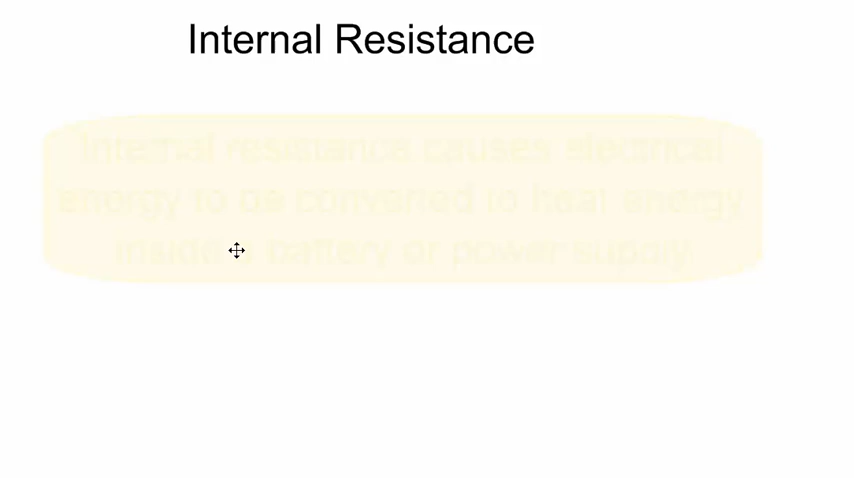 Internal Resistance
Internal resistance causes electrical
energy to be converted to heat energy
inside a battery or power supply.